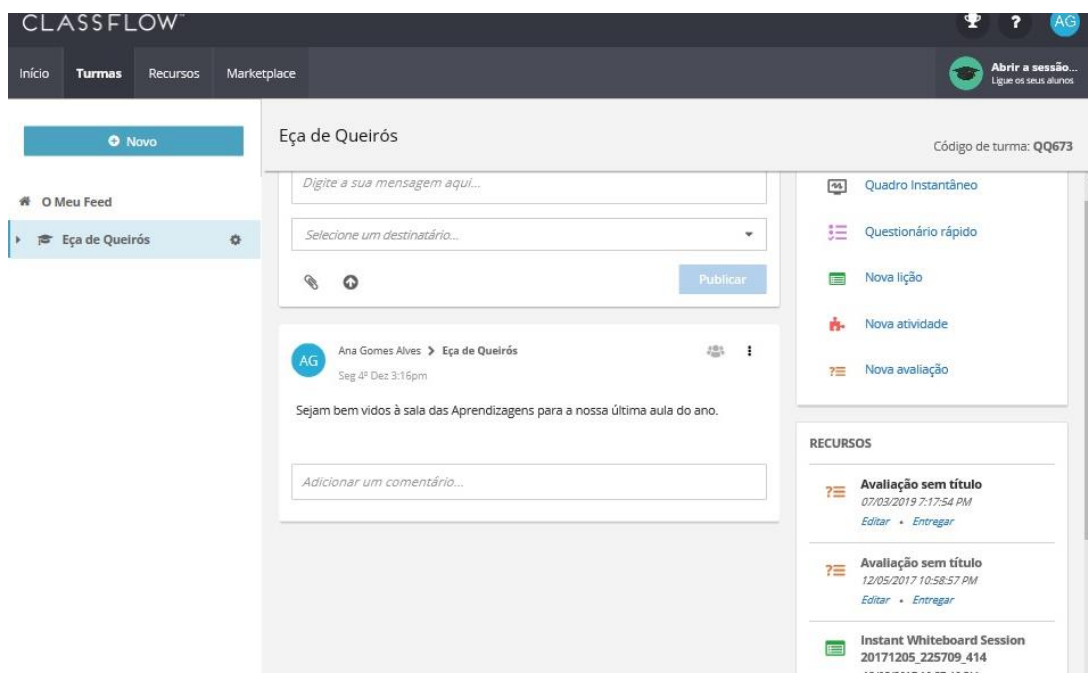 CLASSFLOW™
? AG
Início Turmas Recursos Marketplace
Abrir a sessão...
Ligue os seus alunos
Novo
O Meu Feed
Eça de Queirós
Eça de Queirós
Código de turma: QQ673
Digite a sua mensagem aqui...
Selecione um destinatário...
Publicar
AG
Ana Gomes Alves > Eça de Queirós
Seg 4º Dez 3:16pm
Sejam bem vidos à sala das Aprendizagens para a nossa última aula do ano.
Adicionar um comentário...
Quadro Instantâneo
Questionário rápido
Nova lição
Nova atividade
Nova avaliação
RECURSOS
Avaliação sem título
07/03/2019 7:17:54 PM
Editar • Entregar
Avaliação sem título
12/05/2017 10:58:57 PM
Editar • Entregar
Instant Whiteboard Session
20171205_225709_414